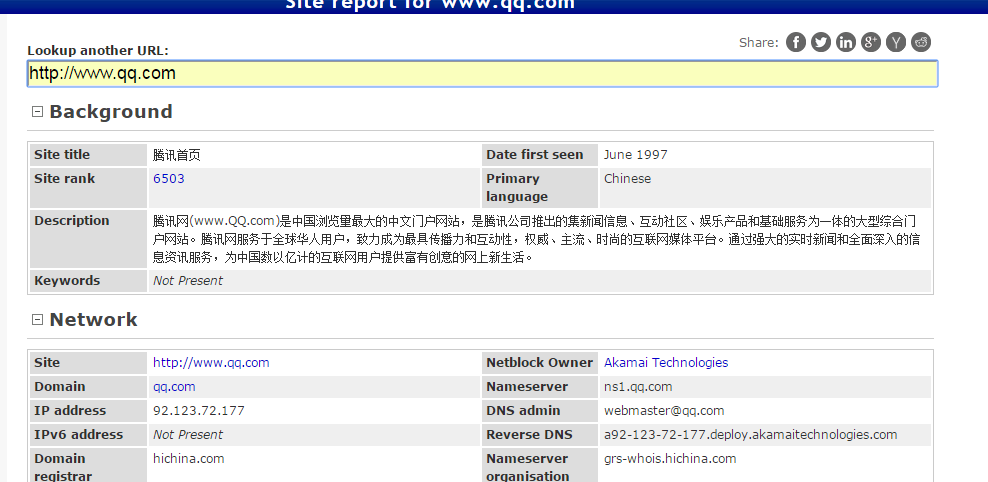 Site report for www.qq.com
Share:
Lookup another URL:
http://www.qq.com
Background
Site title 腾讯首页 Date first seen June 1997
Site rank 6503 Primary language Chinese
Description 腾讯网(www.QQ.com)是中国浏览量最大的中文门户网站，是腾讯公司推出的集新闻信息、互动社区、娱乐产品和基础服务为一体的大型综合门
户网站。腾讯网服务于全球华人用户，致力成为最具传播力和互动性，权威、主流、时尚的互联网媒体平台。通过强大的实时新闻和全面深入的信
息资讯服务，为中国数以亿计的互联网用户提供富有创意的网上新生活。
Keywords Not Present
Network
Site http://www.qq.com Netblock Owner Akamai Technologies
Domain qq.com Nameserver ns1.qq.com
IP address 92.123.72.177 DNS admin webmaster@qq.com
IPv6 address Not Present Reverse DNS a92-123-72-177.deploy.akamaitechnologies.com
Domain registrar hichina.com Nameserver organisation grs-whois.hichina.com